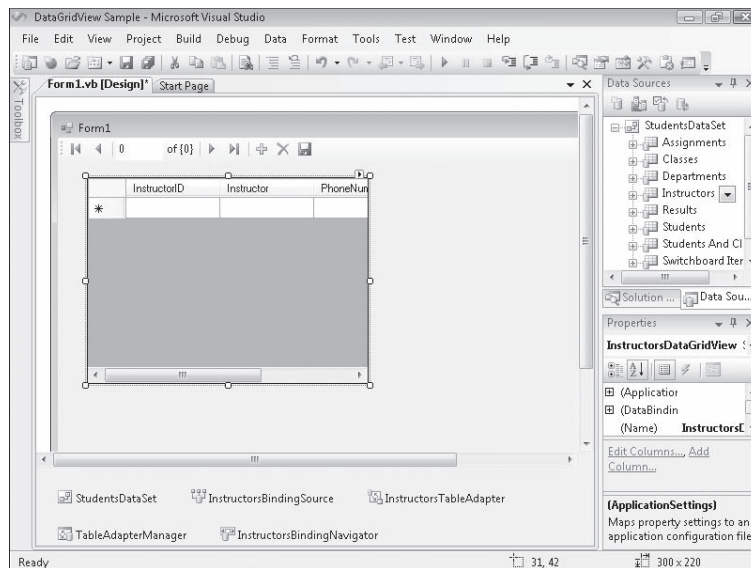 DataGridView Sample - Microsoft Visual Studio
File Edit View Project Build Debug Data Format Tools Test Window Help
Toolbox
Form1.vb [Design]* Start Page
Form1
0 of {0}
InstructorID Instructor PhoneNun
StudentsDataSet InstructorsBindingSource InstructorsTableAdapter
TableAdapterManager InstructorsBindingNavigator
Data Sources
StudentsDataSet
Assignments
Classes
Departments
Instructors
Results
Students
Students And Cl
Switchboard Iter
Solution ... Data Sou...
Properties
InstructorsDataGridView
(Application
(DataBindin
(Name) InstructorsD
Edit Columns..., Add
Column...
(ApplicationSettings)
Maps property settings to an
application configuration file
Ready 31, 42 300 x 220